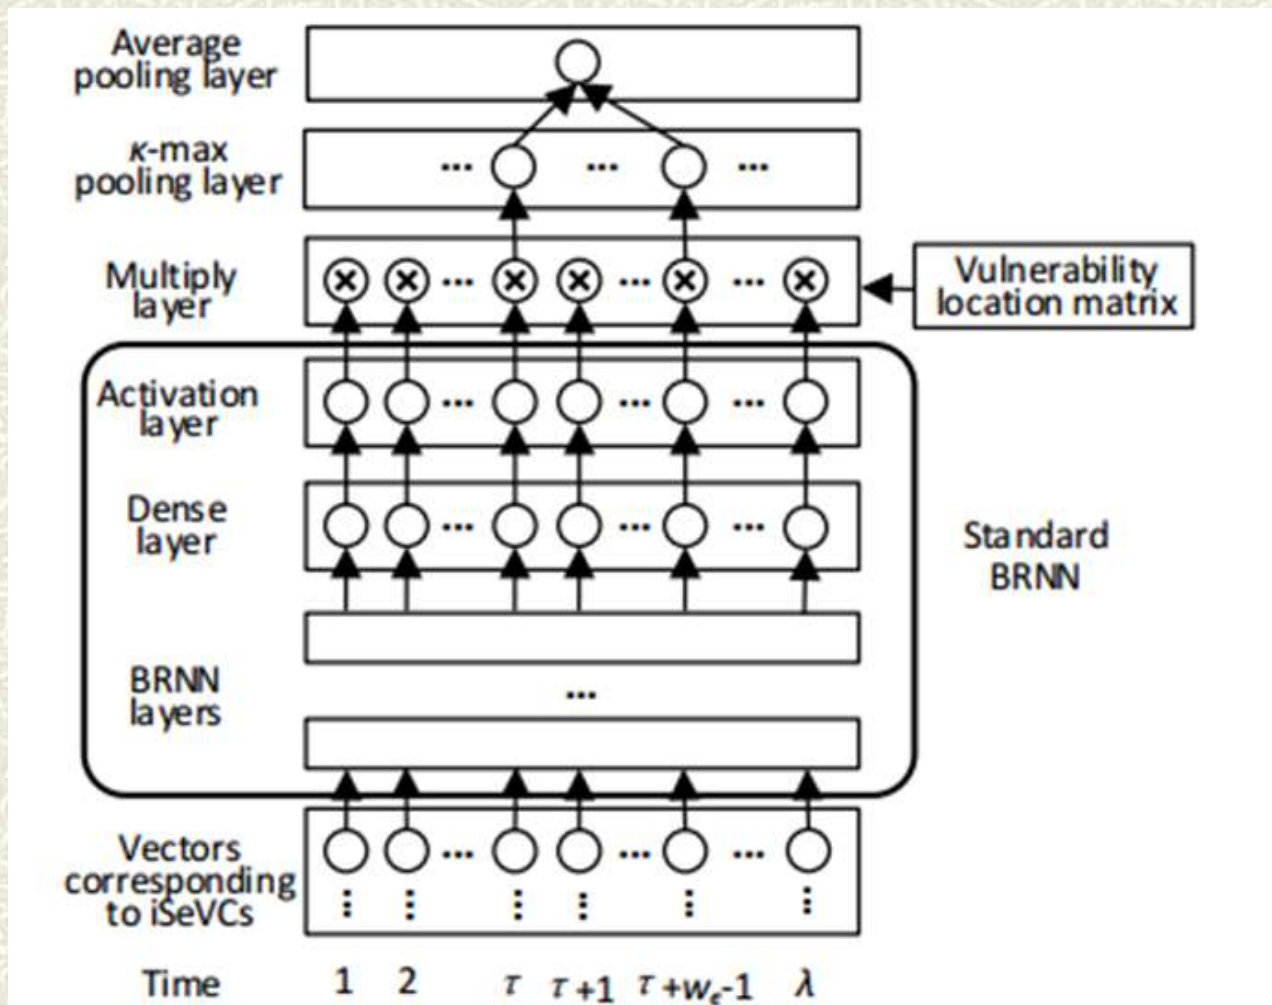 Average
pooling layer
κ-max
pooling layer
... ... ...
Multiply
layer
... ... ...
Vulnerability
location matrix
Activation
layer
... ... ...
Dense
layer
... ... ...
Standard
BRNN
BRNN
layers
...
Vectors
corresponding
to iSeVCs
... ... ...
Time 1 2 τ τ+1 τ+wε-1 λ